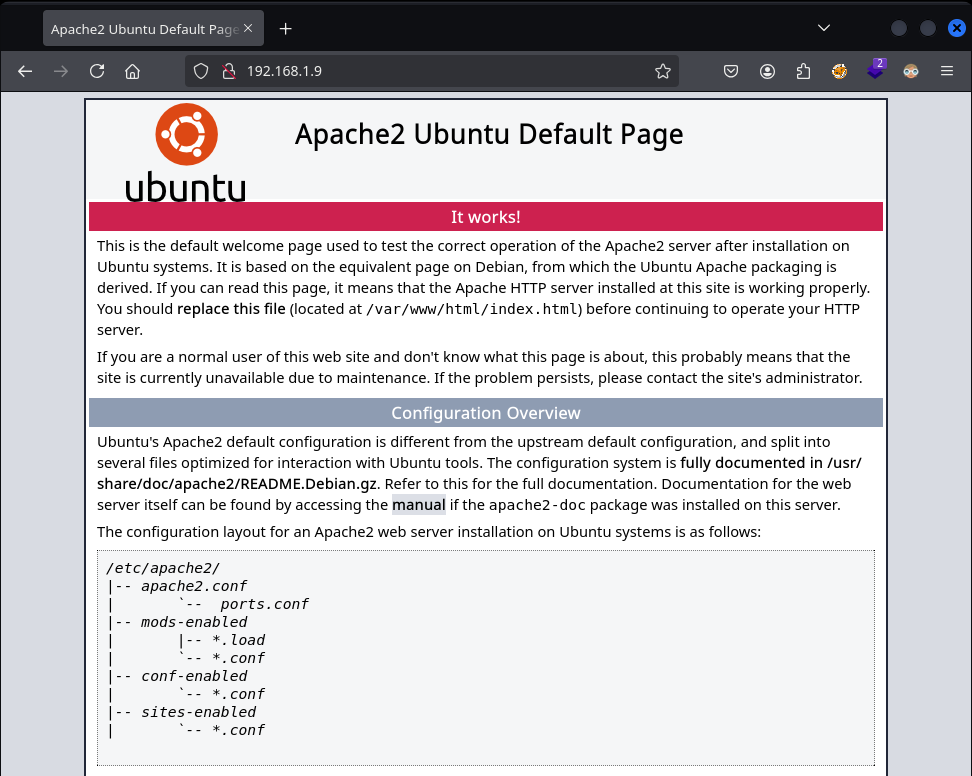 Apache2 Ubuntu Default Page
192.168.1.9
2
ubuntu
Apache2 Ubuntu Default Page
It works!
This is the default welcome page used to test the correct operation of the Apache2 server after installation on
Ubuntu systems. It is based on the equivalent page on Debian, from which the Ubuntu Apache packaging is
derived. If you can read this page, it means that the Apache HTTP server installed at this site is working properly.
You should replace this file (located at /var/www/html/index.html) before continuing to operate your HTTP
server.
If you are a normal user of this web site and don't know what this page is about, this probably means that the
site is currently unavailable due to maintenance. If the problem persists, please contact the site's administrator.
Configuration Overview
Ubuntu's Apache2 default configuration is different from the upstream default configuration, and split into
several files optimized for interaction with Ubuntu tools. The configuration system is fully documented in /usr/
share/doc/apache2/README.Debian.gz. Refer to this for the full documentation. Documentation for the web
server itself can be found by accessing the manual if the apache2-doc package was installed on this server.
The configuration layout for an Apache2 web server installation on Ubuntu systems is as follows:
/etc/apache2/
|-- apache2.conf
|       `--  ports.conf
|-- mods-enabled
|       |-- *.load
|       `-- *.conf
|-- conf-enabled
|       `-- *.conf
|-- sites-enabled
|       `-- *.conf